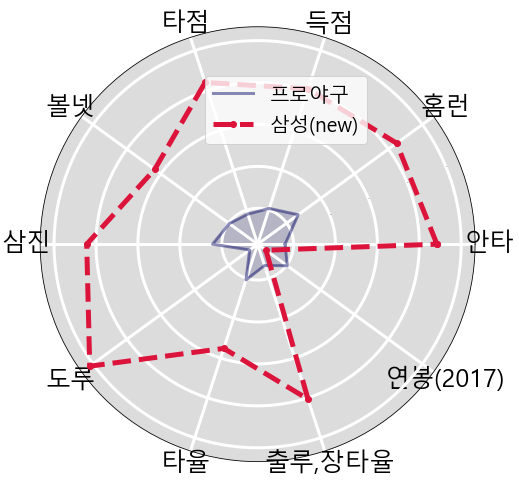 타점
득점
볼넷
홈런
프로야구
삼성(new)
삼진
안타
도루
연봉(2017)
타율
출루,장타율